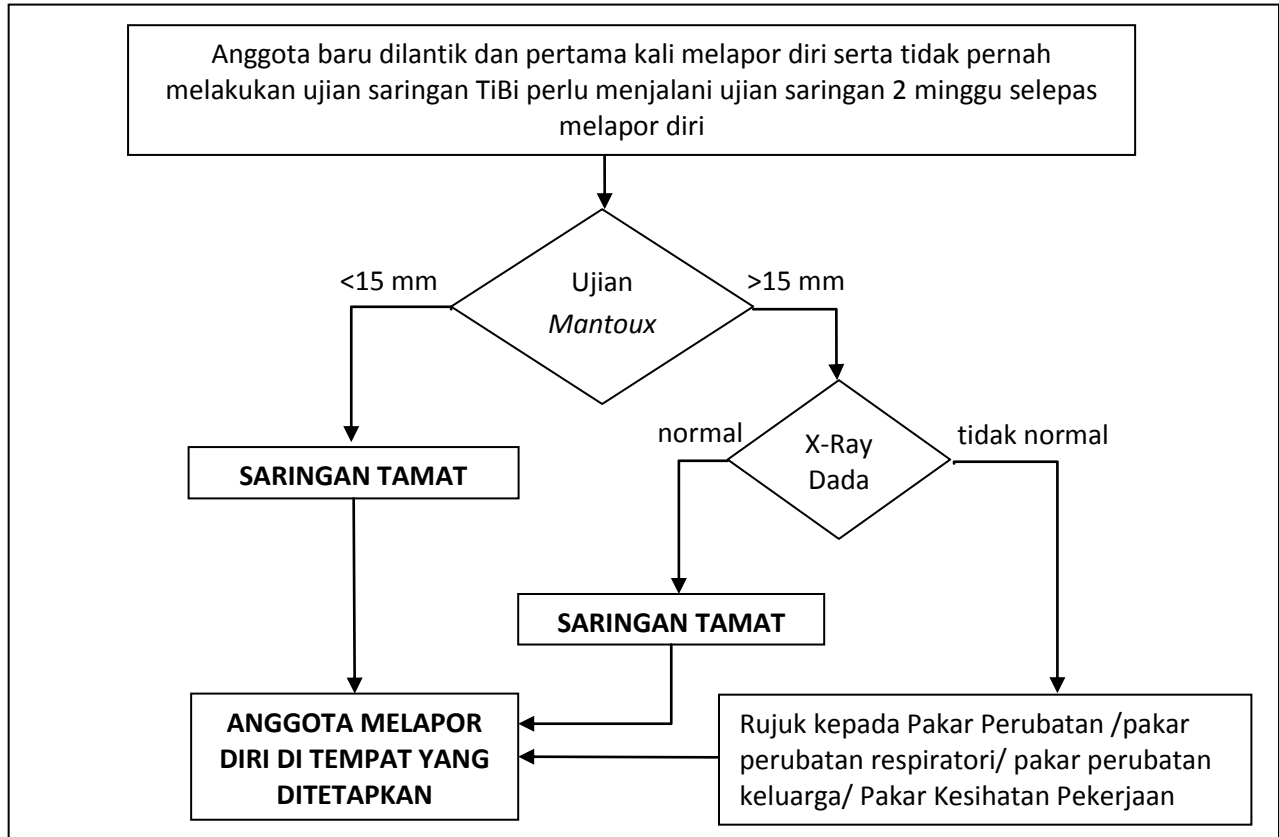 Anggota baru dilantik dan pertama kali melapor diri serta tidak pernah
melakukan ujian saringan TiBi perlu menjalani ujian saringan 2 minggu selepas
melapor diri
<15 mm
Ujian
Mantoux
>15 mm
normal
X-Ray
Dada
tidak normal
SARINGAN TAMAT
SARINGAN TAMAT
ANGGOTA MELAPOR
DIRI DI TEMPAT YANG
DITETAPKAN
Rujuk kepada Pakar Perubatan /pakar
perubatan respiratori/ pakar perubatan
keluarga/ Pakar Kesihatan Pekerjaan